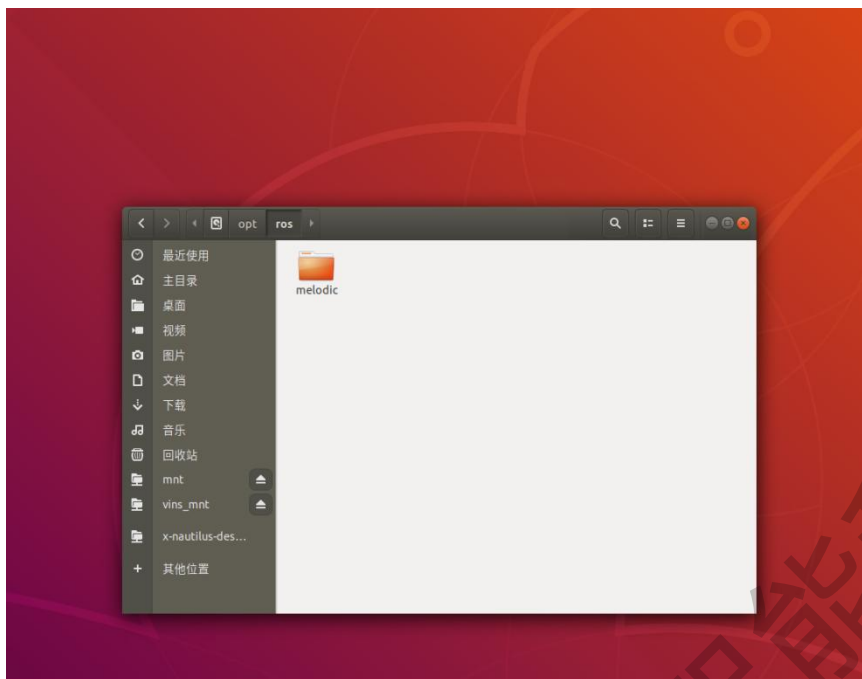 opt ros
最近使用
主目录
melodic
桌面
视频
图片
文档
下载
音乐
回收站
mnt
vins_mnt
x-nautilus-des...
其他位置
能